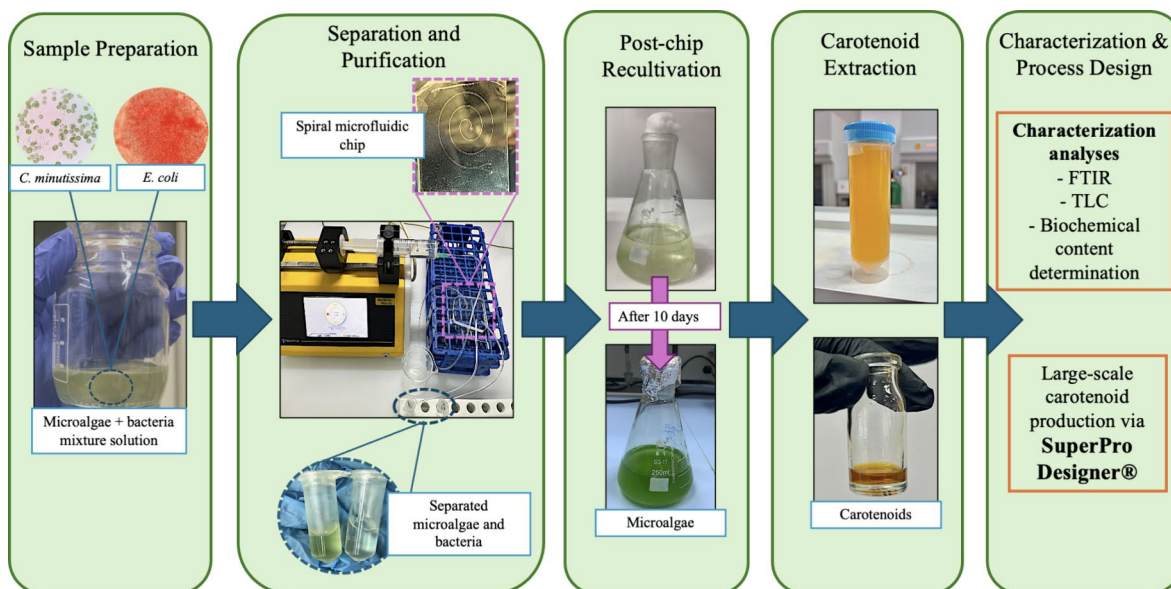 Sample Preparation
C. minutissima
E. coli
Microalgae + bacteria
mixture solution
Separation and
Purification
Spiral microfluidic
chip
Separated
microalgae and
bacteria
Post-chip
Recultivation
After 10 days
250ml
Microalgae
Carotenoid
Extraction
Carotenoids
Characterization &
Process Design
Characterization
analyses
- FTIR
- TLC
- Biochemical
content
determination
Large-scale
carotenoid
production via
SuperPro
Designer®